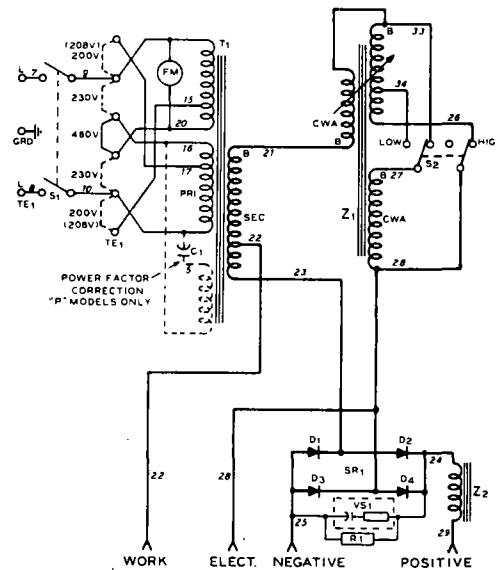 (208V)
200V
L
7
9
FM
T1
B
33
230V
15
34
GRD
460V
20
16
CWA
26
LOW
HIG
230V
17
21
B
S2
L
8
S1
10
PRI
B
B
27
TE1
200V
(208V)
SEC
Z1
CWA
TE1
C1
22
28
5
23
POWER FACTOR
CORRECTION
"P" MODELS ONLY
D1
D2
24
SR1
22
28
D3
D4
Z2
VS1
25
R1
29
WORK
ELECT.
NEGATIVE
POSITIVE